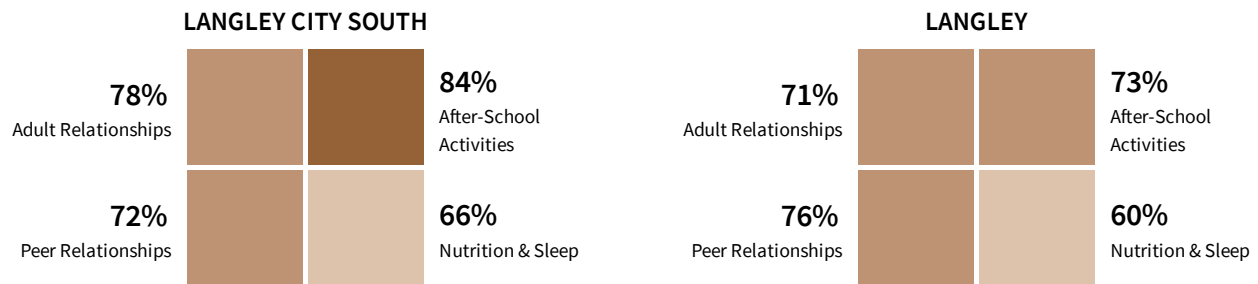 LANGLEY CITY SOUTH
78%
Adult Relationships
84%
After-School
Activities
72%
Peer Relationships
66%
Nutrition & Sleep
LANGLEY
71%
Adult Relationships
73%
After-School
Activities
76%
Peer Relationships
60%
Nutrition & Sleep